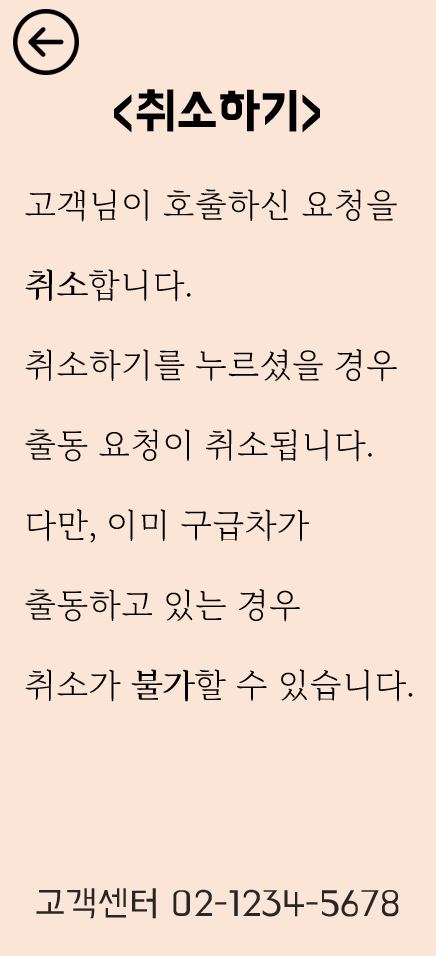 <취소하기>
고객님이 호출하신 요청을
취소합니다.
취소하기를 누르셨을 경우
출동 요청이 취소됩니다.
다만, 이미 구급차가
출동하고 있는 경우
취소가 불가할 수 있습니다.
고객센터 02-1234-5678